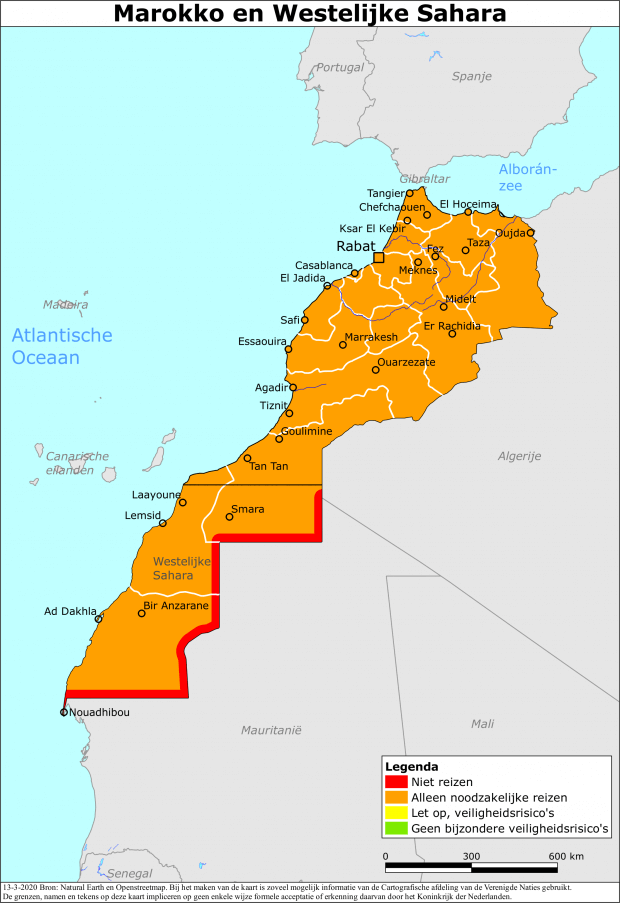 Marokko en Westelijke Sahara
Portugal
Spanje
Gibraltar
Alborán-
zee
Tangier
Chefchaouen
El Hoceima
Ksar El Kebir
Oujda
Rabat
Fez
Taza
Casablanca
Meknes
El Jadida
Midelt
Madeira
Safi
Er Rachidia
Atlantische
Oceaan
Essaouira
Marrakesh
Ouarzezate
Agadir
Tiznit
Goulimine
Canarische
eilanden
Algerije
Tan Tan
Laayoune
Smara
Lemsid
Westelijke
Sahara
Ad Dakhla
Bir Anzarane
Nouadhibou
Mauritanië
Mali
Legenda
Niet reizen
Alleen noodzakelijke reizen
Let op, veiligheidsrisico's
Geen bijzondere veiligheidsrisico's
0 300 600 km
Senegal
13-3-2020 Bron: Natural Earth en Openstreetmap. Bij het maken van de kaart is zoveel mogelijk informatie van de Cartografische afdeling van de Verenigde Naties gebruikt.
De grenzen, namen en tekens op deze kaart impliceren op geen enkele wijze formele acceptatie of erkenning daarvan door het Koninkrijk der Nederlanden.